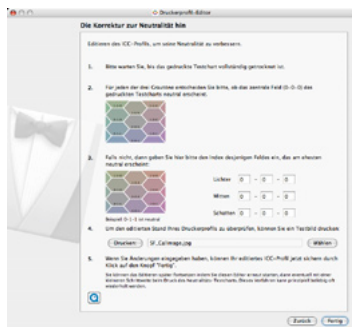 Druckerprofil-Editor
Die Korrektur zur Neutralität hin
Editieren des ICC-Profils, um seine Neutralität zu verbessern.
1. Bitte warten Sie, bis das gedruckte Testchart vollständig getrocknet ist.
2. Für jeden der drei Grautöne entscheiden Sie bitte, ob das zentrale Feld (0-0-0) des
gedruckten Testcharts neutral erscheint.
3. Falls nicht, dann geben Sie hier bitte den Index desjenigen Feldes ein, das am ehesten
neutral erscheint:
Lichter 0 - 0 - 0
Mitten 0 - 0 - 0
Schatten 0 - 0 - 0
Beispiel 0-1-0 ist neutral
4. Um den editierten Stand Ihres Druckerprofils zu überprüfen, können Sie ein Testbild drucken:
Drucken SF_CalImage.jpg Wählen
5. Wenn Sie Änderungen eingegeben haben, können Ihr editiertes ICC-Profil jetzt sichern durch
Klick auf den Knopf "Fertig".
Zurück Fertig